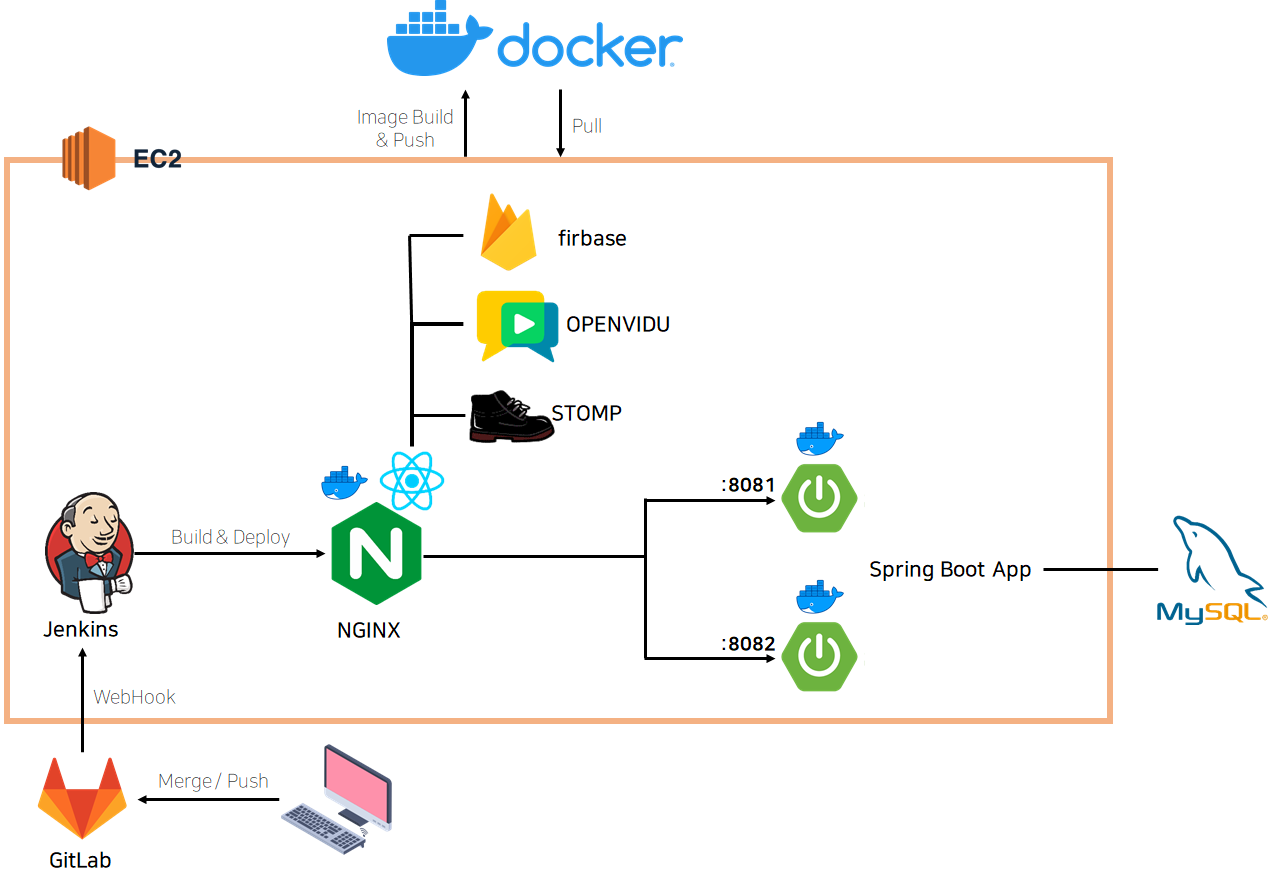 docker
Image Build
& Push
Pull
EC2
firbase
OPENVIDU
STOMP
:8081
Build & Deploy
N
Jenkins
NGINX
Spring Boot App
MySQL®
:8082
WebHook
Merge / Push
GitLab